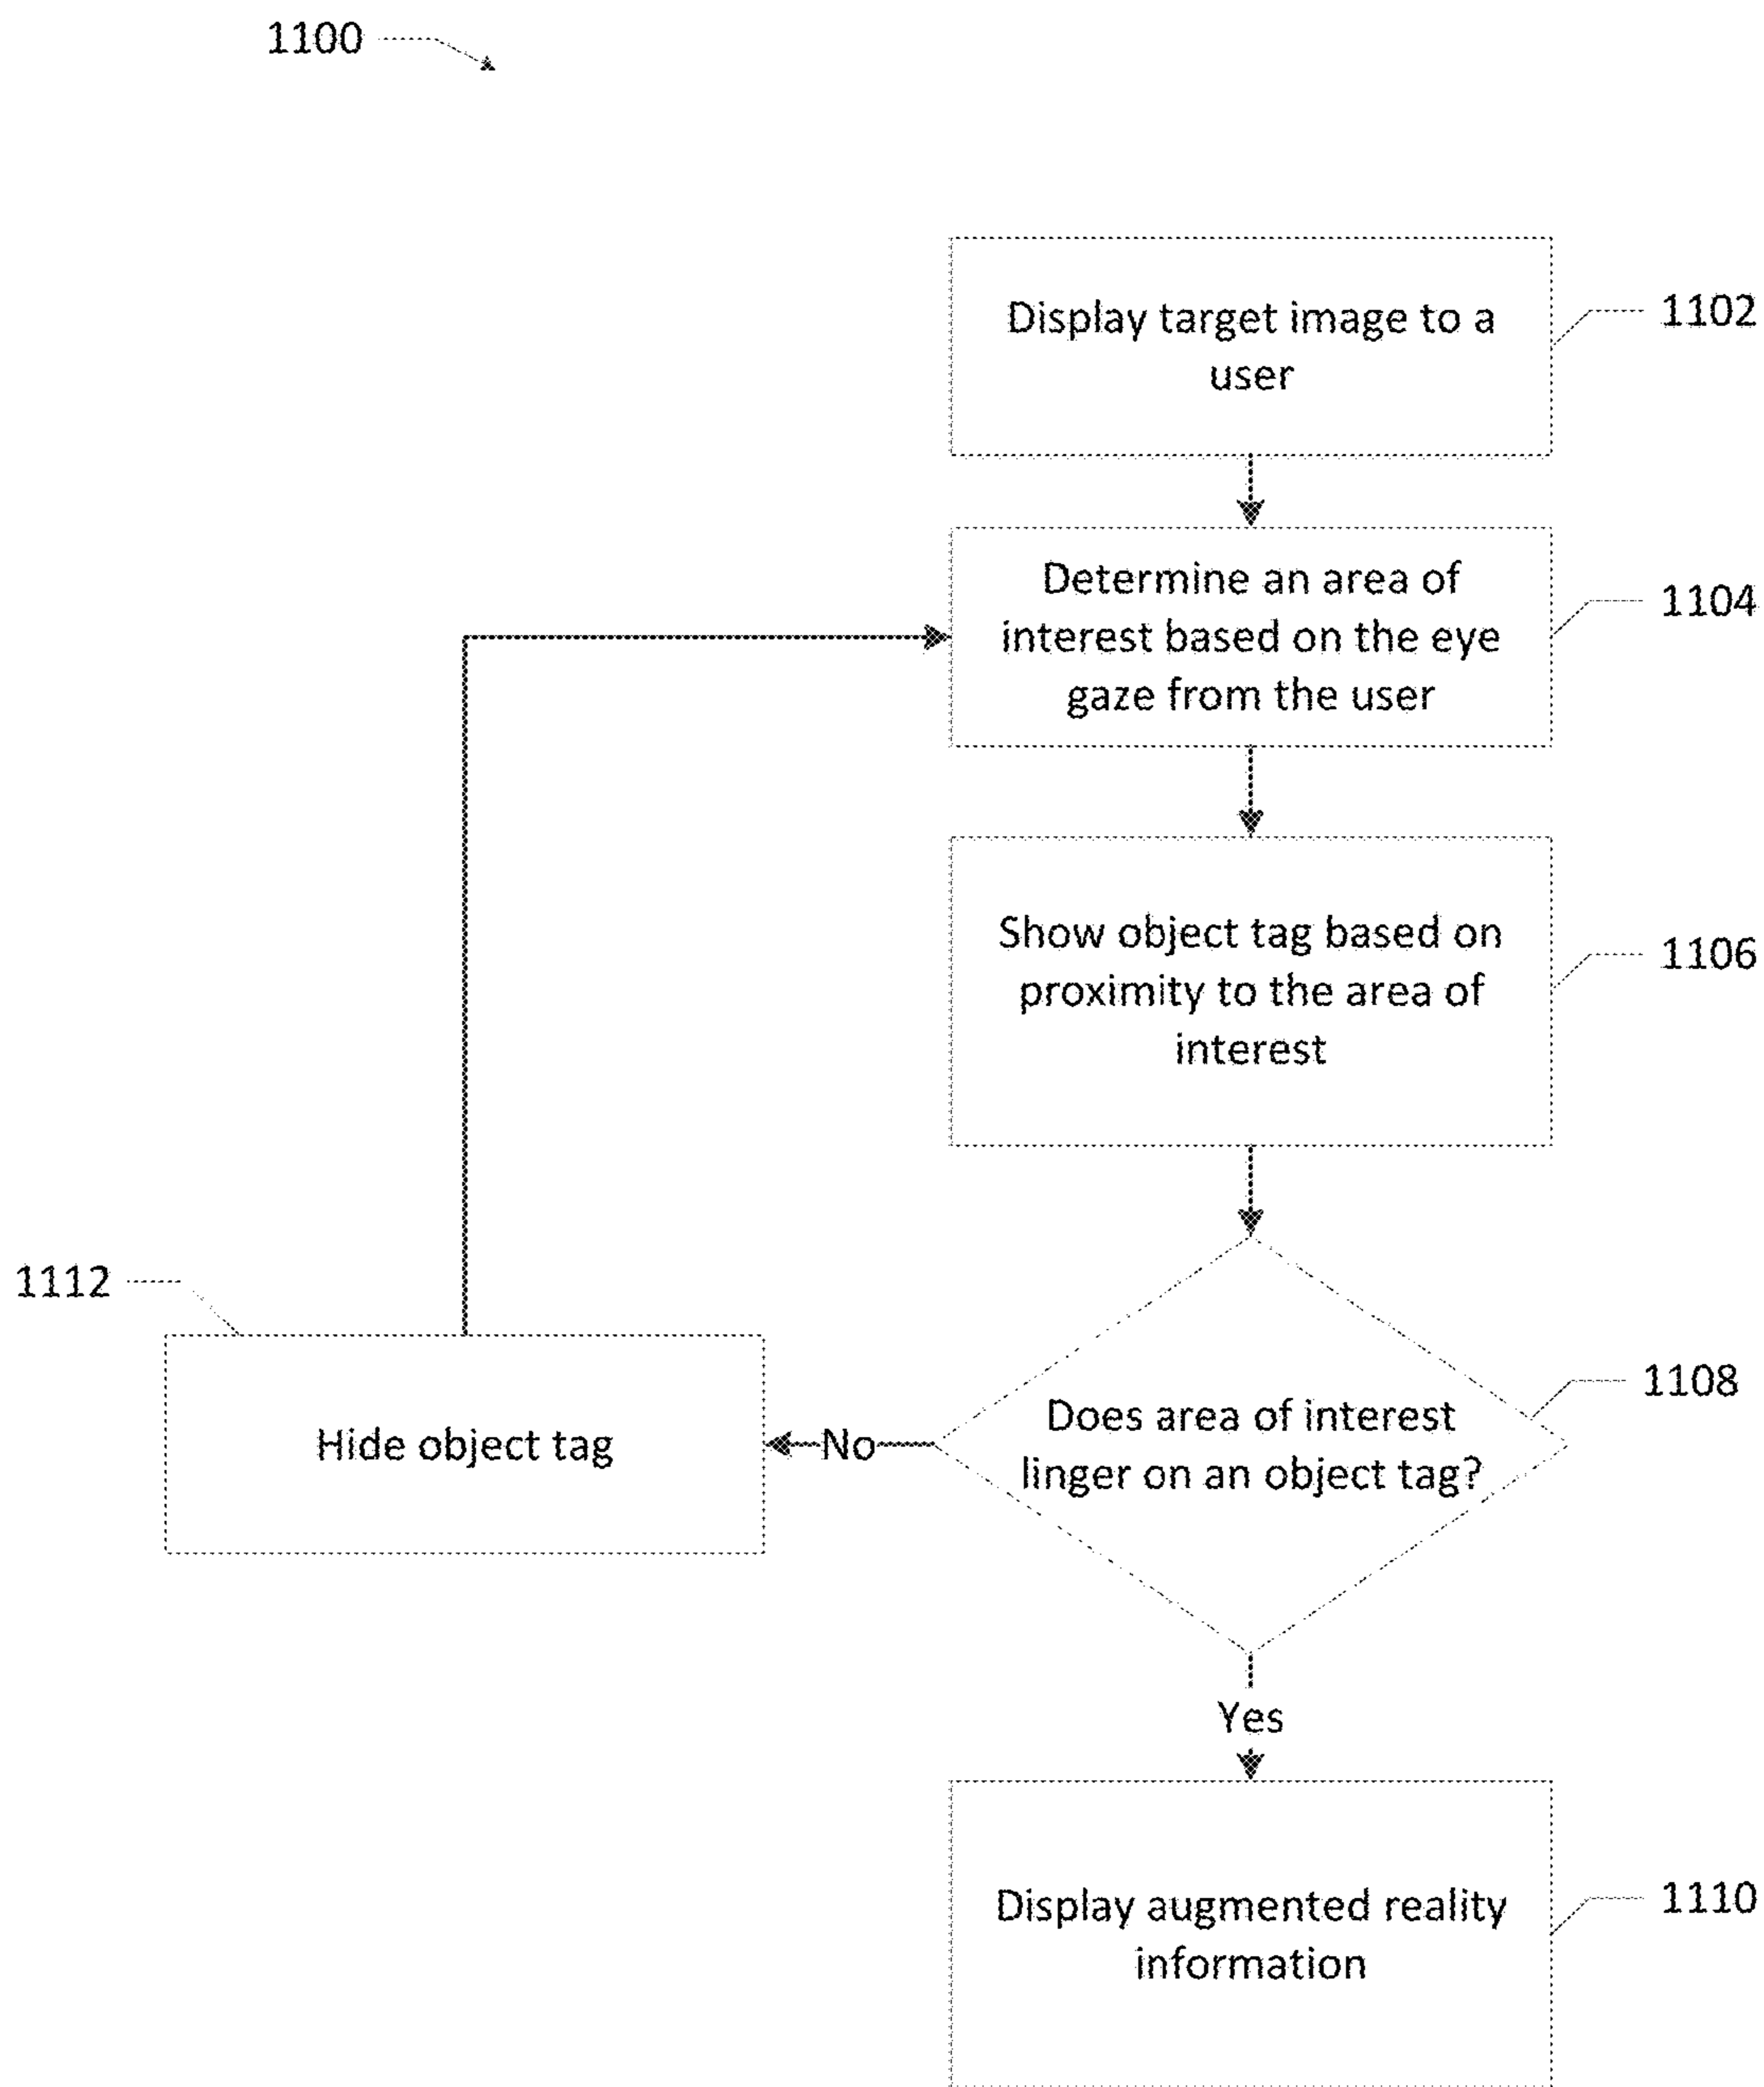 1100
Display target image to a
user
1102
Determine an area of
interest based on the eye
gaze from the user
1104
Show object tag based on
proximity to the area of
interest
1106
1112
Hide object tag
No
Does area of interest
linger on an object tag?
1108
Yes
Display augmented reality
information
1110